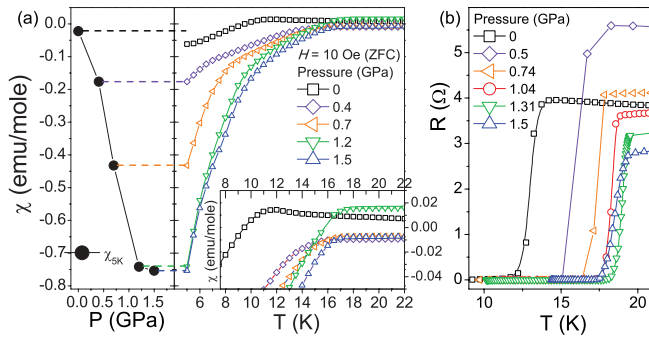 (a)
0.0
-0.1
-0.2
-0.3
-0.4
-0.5
-0.6
-0.7
-0.8
χ (emu/mole)
χ5K
0.0 0.5 1.0 1.5
P (GPa)
H = 10 Oe (ZFC)
Pressure (GPa)
0
0.4
0.7
1.2
1.5
8 10 12 14 16 18 20 22
χ (emu/mole)
0.02
0.00
-0.02
-0.04
4 6 8 10 12 14 16 18 20 22
T (K)
(b)
Pressure (GPa)
0
0.5
0.74
1.04
1.31
1.5
R (Ω)
5
4
3
2
1
0
10 15 20
T (K)